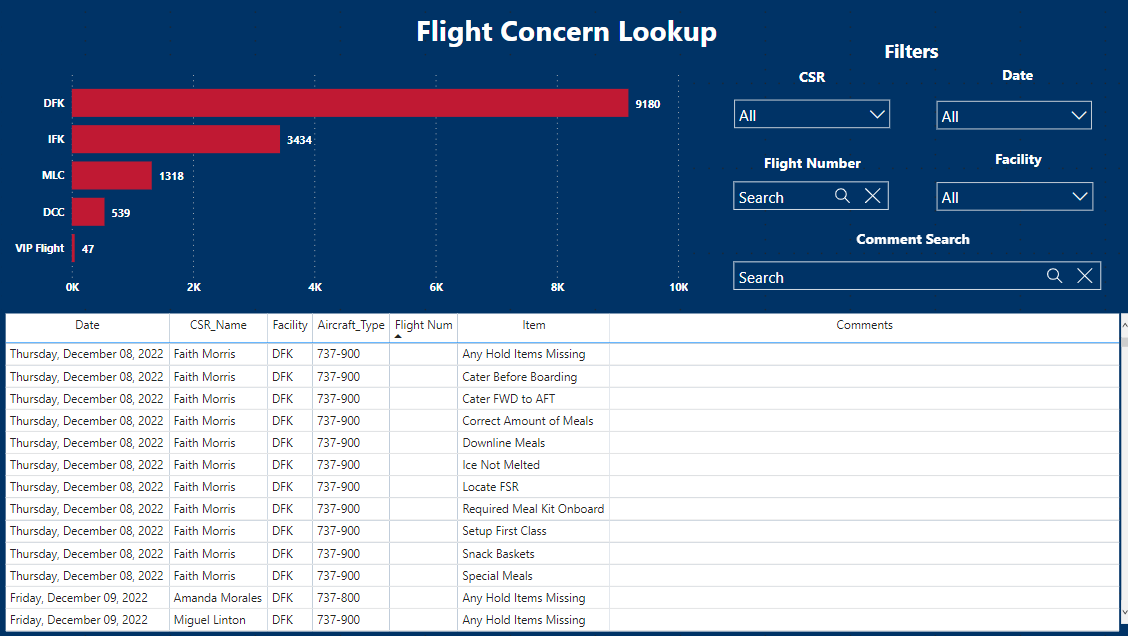 Flight Concern Lookup
DFK 9180
IFK 3434
MLC 1318
DCC 539
VIP Flight 47
0K 2K 4K 6K 8K 10K
Filters
CSR Date
All All
Flight Number Facility
Search All
Comment Search
Search
Date CSR_Name Facility Aircraft_Type Flight Num Item Comments
Thursday, December 08, 2022 Faith Morris DFK 737-900 Any Hold Items Missing
Thursday, December 08, 2022 Faith Morris DFK 737-900 Cater Before Boarding
Thursday, December 08, 2022 Faith Morris DFK 737-900 Cater FWD to AFT
Thursday, December 08, 2022 Faith Morris DFK 737-900 Correct Amount of Meals
Thursday, December 08, 2022 Faith Morris DFK 737-900 Downline Meals
Thursday, December 08, 2022 Faith Morris DFK 737-900 Ice Not Melted
Thursday, December 08, 2022 Faith Morris DFK 737-900 Locate FSR
Thursday, December 08, 2022 Faith Morris DFK 737-900 Required Meal Kit Onboard
Thursday, December 08, 2022 Faith Morris DFK 737-900 Setup First Class
Thursday, December 08, 2022 Faith Morris DFK 737-900 Snack Baskets
Thursday, December 08, 2022 Faith Morris DFK 737-900 Special Meals
Friday, December 09, 2022 Amanda Morales DFK 737-800 Any Hold Items Missing
Friday, December 09, 2022 Miguel Linton DFK 737-900 Any Hold Items Missing